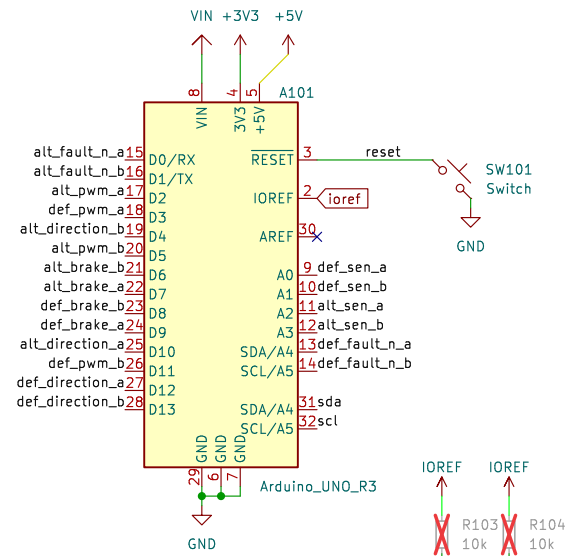 VIN +3V3 +5V
8 4 5 A101
VIN 3V3 +5V
alt_fault_n_a 15 D0/RX RESET 3 reset
alt_fault_n_b 16 D1/TX SW101
alt_pwm_a 17 D2 IOREF 2 ioref Switch
def_pwm_a 18 D3
alt_direction_b 19 D4 AREF 30
alt_pwm_b 20 D5 GND
alt_brake_b 21 D6 A0 9 def_sen_a
alt_brake_a 22 D7 A1 10 def_sen_b
def_brake_b 23 D8 A2 11 alt_sen_a
def_brake_a 24 D9 A3 12 alt_sen_b
alt_direction_a 25 D10 SDA/A4 13 def_fault_n_a
def_pwm_b 26 D11 SCL/A5 14 def_fault_n_b
def_direction_a 27 D12
def_direction_b 28 D13 SDA/A4 31 sda
SCL/A5 32 scl
GND GND GND
29 6 7 Arduino_UNO_R3
GND
IOREF IOREF
R103 R104
10k 10k